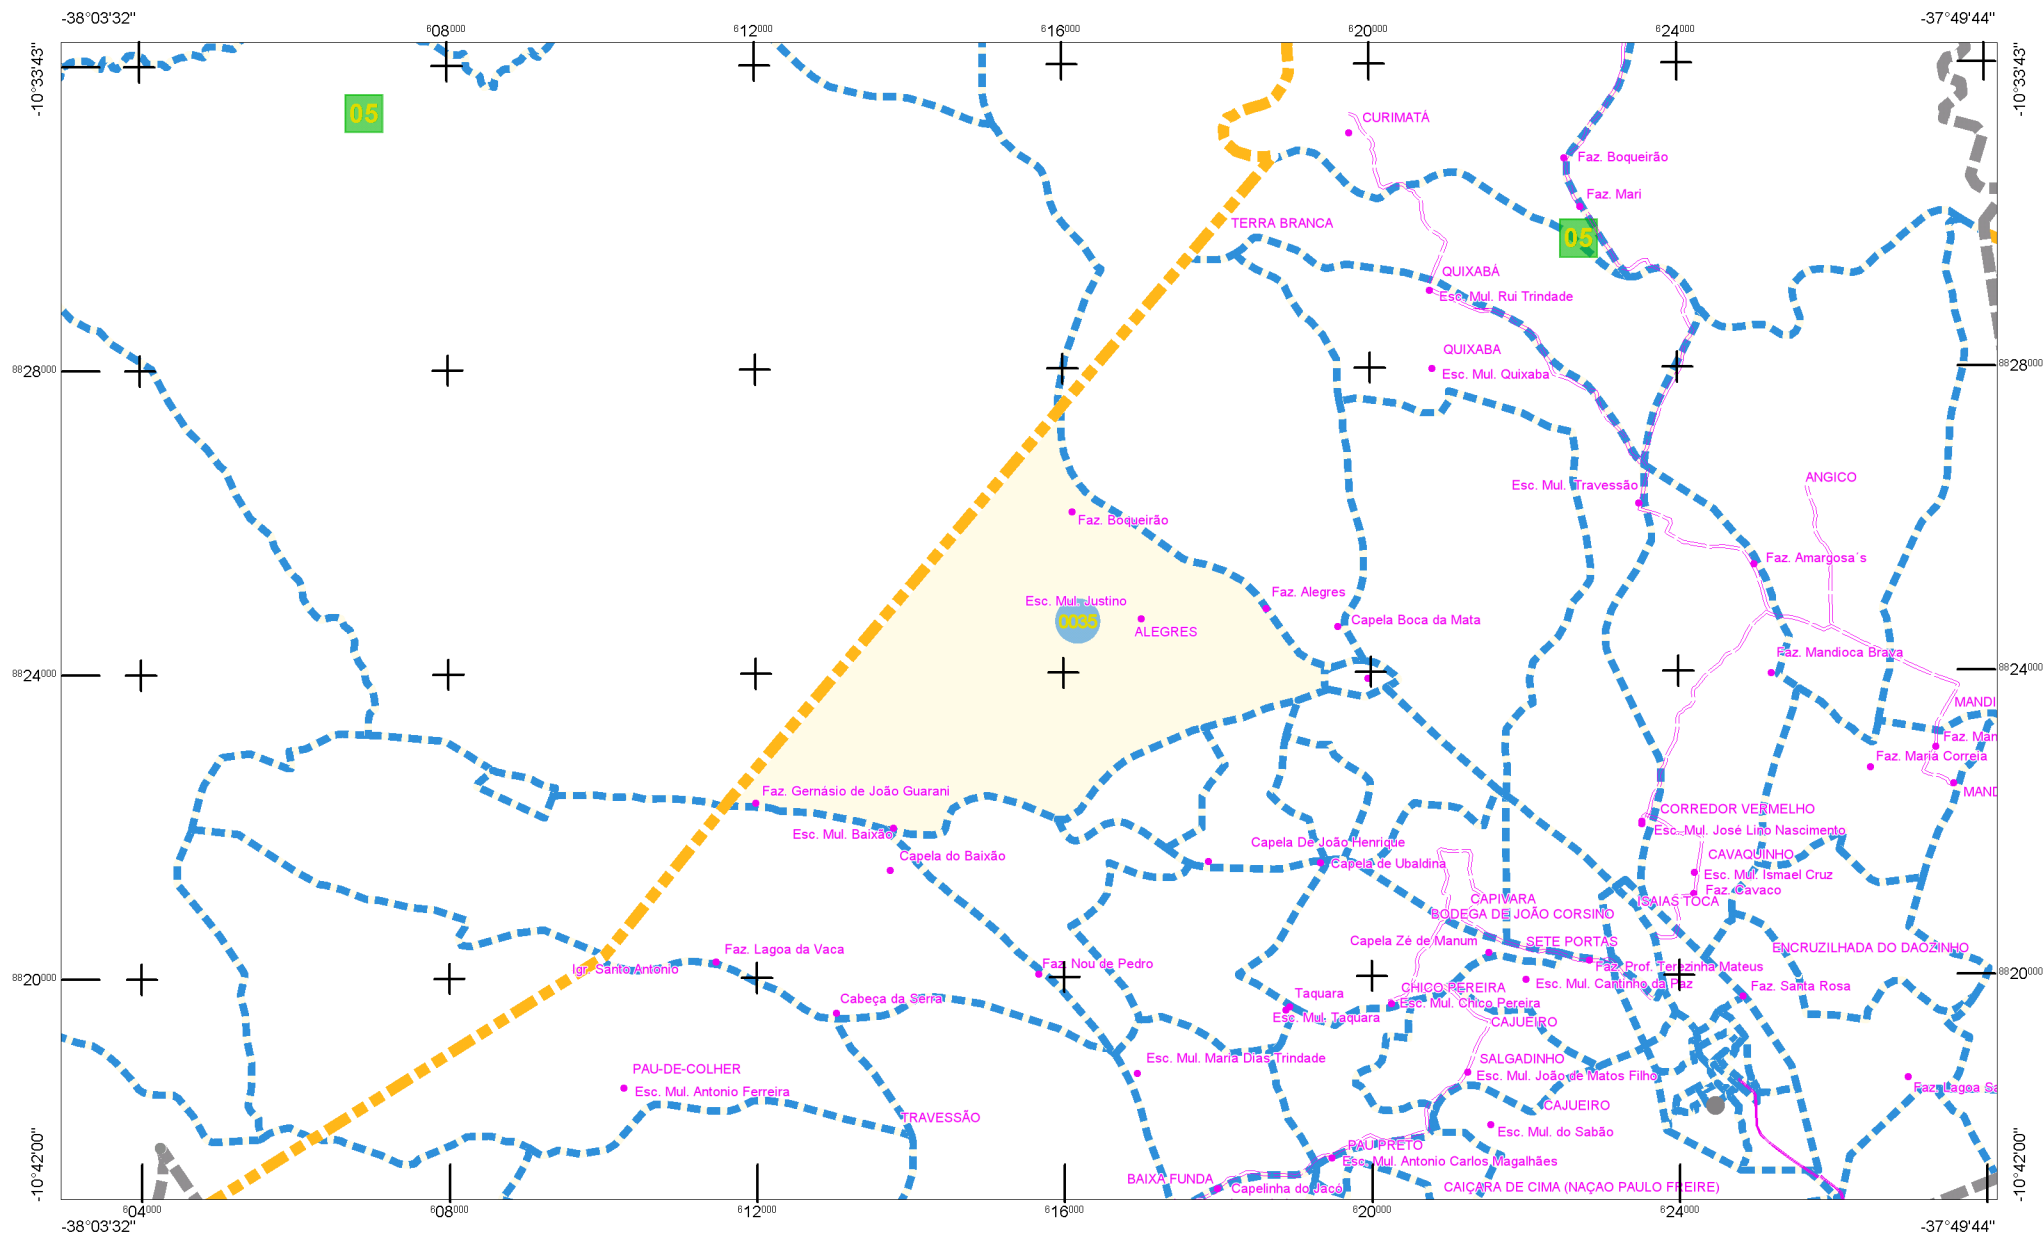 -38°03'32"
-37°49'44"
608000
612000
616000
620000
624000
-10°33'43"
-10°33'43"
05
CURIMATÁ
Faz. Boqueirão
Faz. Mari
TERRA BRANCA
05
QUIXABÁ
Esc. Mul. Rui Trindade
QUIXABA
8828000
8828000
Esc. Mul. Quixaba
ANGICO
Esc. Mul. Travessão
Faz. Boqueirão
Faz. Amargosa´s
Faz. Alegres
Esc. Mul. Justino
0035
Capela Boca da Mata
ALEGRES
Faz. Mandioca Brava
8824000
8824000
MANDI
Faz. Man
Faz. Maria Correia
Faz. Gernásio de João Guarani
MAND
CORREDOR VERMELHO
Esc. Mul. Baixão
Esc. Mul. José Lino Nascimento
Capela De João Henrique
Capela do Baixão
CAVAQUINHO
Capela de Ubaldina
Esc. Mul. Ismael Cruz
Faz. Cavaco
CAPIVARA
ISAIAS TOCA
BODEGA DE JOÃO CORSINO
Capela Zé de Manum
SETE PORTAS
Faz. Lagoa da Vaca
ENCRUZILHADA DO DAOZINHO
Igr. Santo Antonio
Faz. Nou de Pedro
Faz. Prof. Terezinha Mateus
8820000
8820000
Esc. Mul. Cantinho da Paz
CHICO PEREIRA
Faz. Santa Rosa
Taquara
Cabeça da Serra
Esc. Mul. Chico Pereira
Esc. Mul. Taquara
CAJUEIRO
Esc. Mul. Maria Dias Trindade
SALGADINHO
PAU-DE-COLHER
Esc. Mul. João de Matos Filho
Esc. Mul. Antonio Ferreira
Faz. Lagoa Sa
CAJUEIRO
TRAVESSÃO
Esc. Mul. do Sabão
PAU PRETO
Esc. Mul. Antonio Carlos Magalhães
BAIXA FUNDA
Capelinha do Jacó
CAIÇARA DE CIMA (NAÇAO PAULO FREIRE)
-10°42'00"
-10°42'00"
604000
608000
612000
616000
620000
624000
-38°03'32"
-37°49'44"